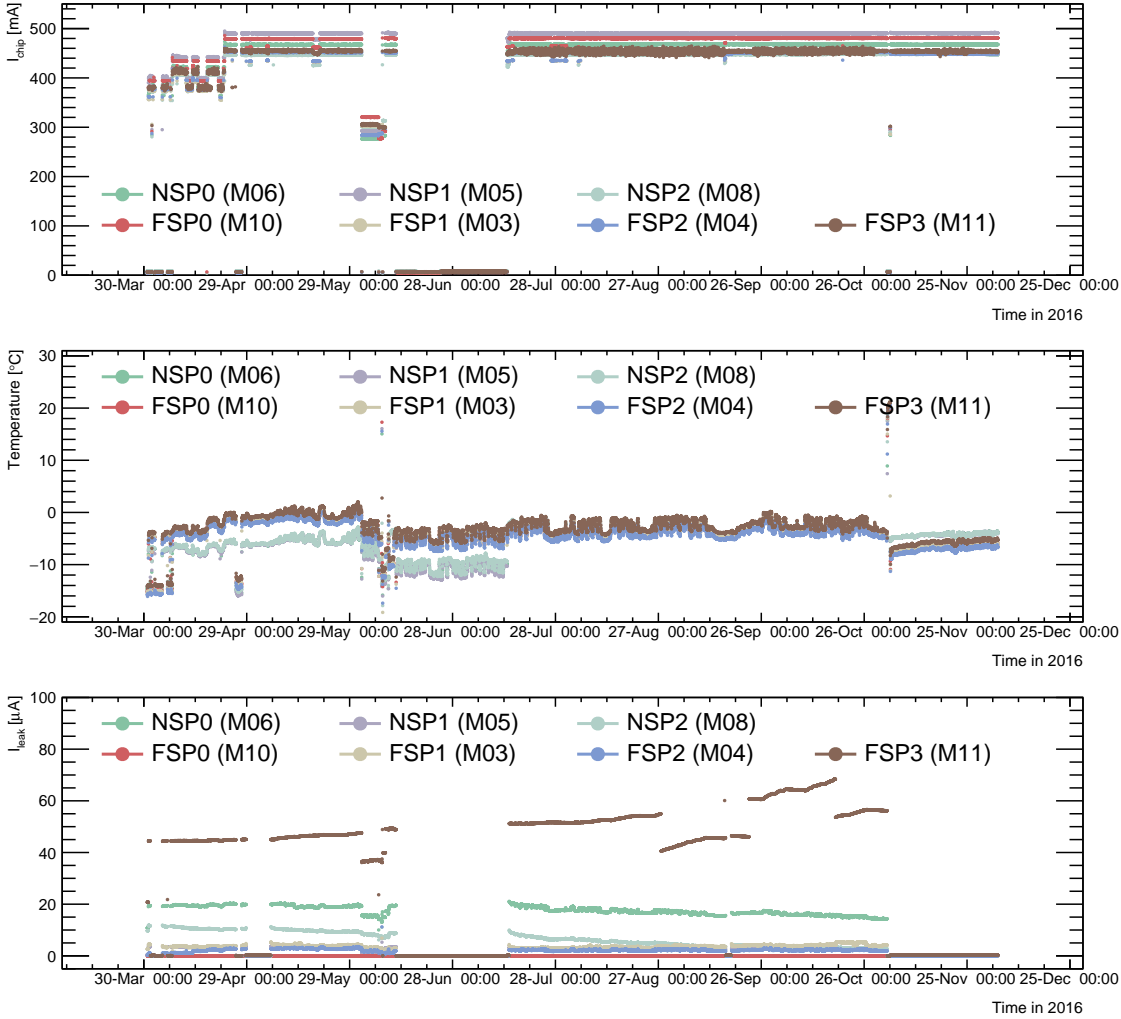 I_chip [mA]
500
400
300
200
100
0
NSP0 (M06) NSP1 (M05) NSP2 (M08)
FSP0 (M10) FSP1 (M03) FSP2 (M04) FSP3 (M11)
30-Mar 00:00 29-Apr 00:00 29-May 00:00 28-Jun 00:00 28-Jul 00:00 27-Aug 00:00 26-Sep 00:00 26-Oct 00:00 25-Nov 00:00 25-Dec 00:00
Time in 2016
Temperature [°C]
30
20
10
0
−10
−20
NSP0 (M06) NSP1 (M05) NSP2 (M08)
FSP0 (M10) FSP1 (M03) FSP2 (M04) FSP3 (M11)
30-Mar 00:00 29-Apr 00:00 29-May 00:00 28-Jun 00:00 28-Jul 00:00 27-Aug 00:00 26-Sep 00:00 26-Oct 00:00 25-Nov 00:00 25-Dec 00:00
Time in 2016
I_leak [μA]
100
80
60
40
20
0
NSP0 (M06) NSP1 (M05) NSP2 (M08)
FSP0 (M10) FSP1 (M03) FSP2 (M04) FSP3 (M11)
30-Mar 00:00 29-Apr 00:00 29-May 00:00 28-Jun 00:00 28-Jul 00:00 27-Aug 00:00 26-Sep 00:00 26-Oct 00:00 25-Nov 00:00 25-Dec 00:00
Time in 2016